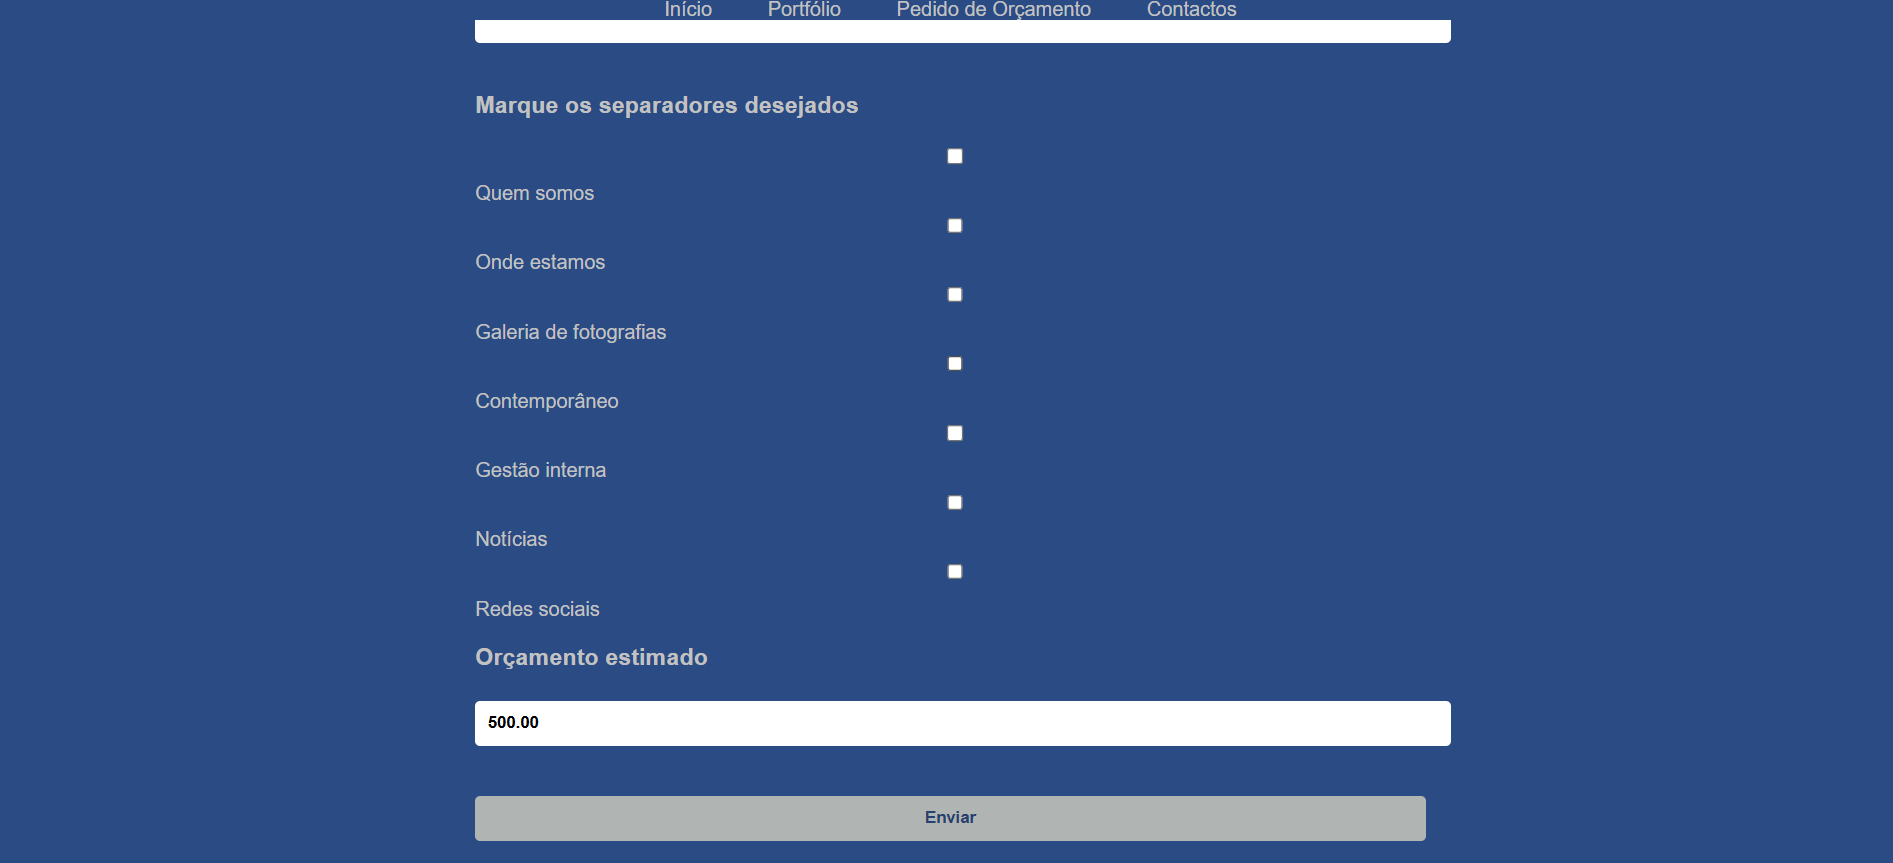 Início Portfólio Pedido de Orçamento Contactos
Marque os separadores desejados
Quem somos
Onde estamos
Galeria de fotografias
Contemporâneo
Gestão interna
Notícias
Redes sociais
Orçamento estimado
500.00
Enviar